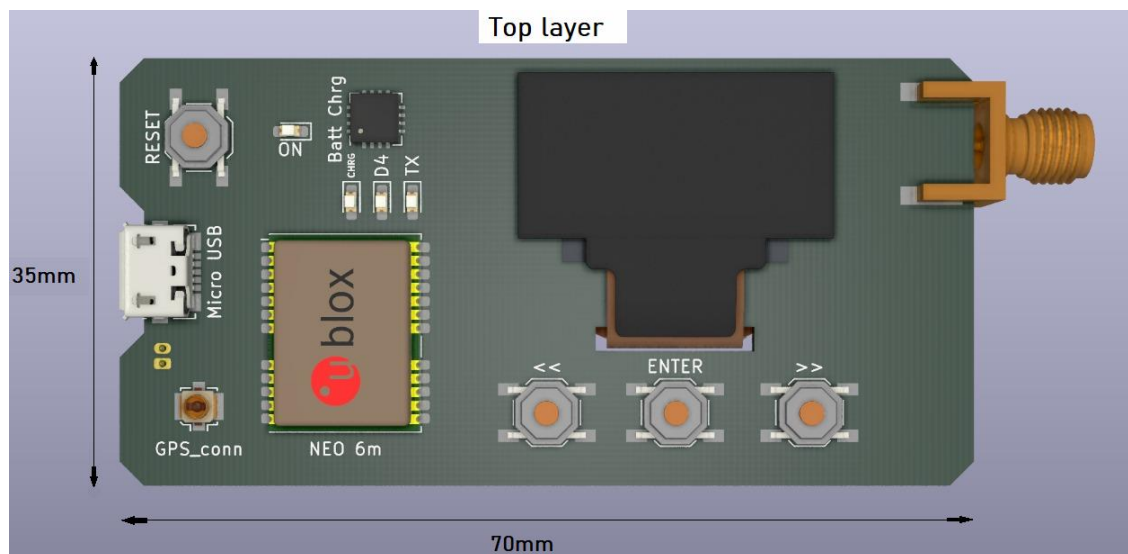 Top layer
RESET
ON
Batt Chrg
CHRG
D4
TX
35mm
Micro USB
u blox
GPS_conn
NEO 6m
<<
ENTER
>>
70mm